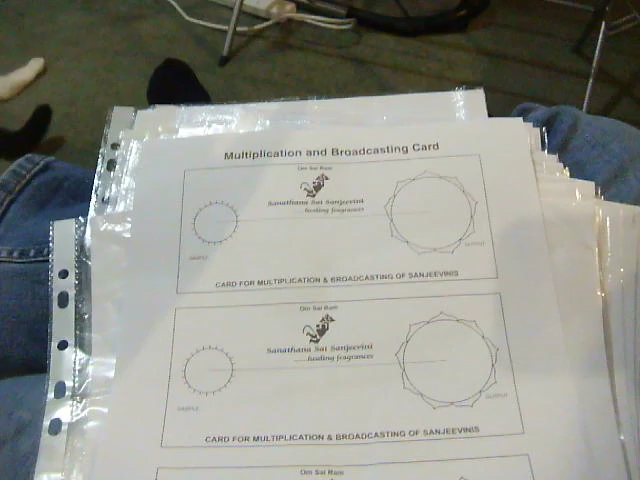 Multiplication and Broadcasting Card
Om Sai Ram
Sanathana Sai Sanjeevini
...healing fragrances
SAMPLE
OUTPUT
CARD FOR MULTIPLICATION & BROADCASTING OF SANJEEVINIS
Om Sai Ram
Sanathana Sai Sanjeevini
......healing fragrances
SAMPLE
OUTPUT
CARD FOR MULTIPLICATION & BROADCASTING OF SANJEEVINIS
Om Sai Ram